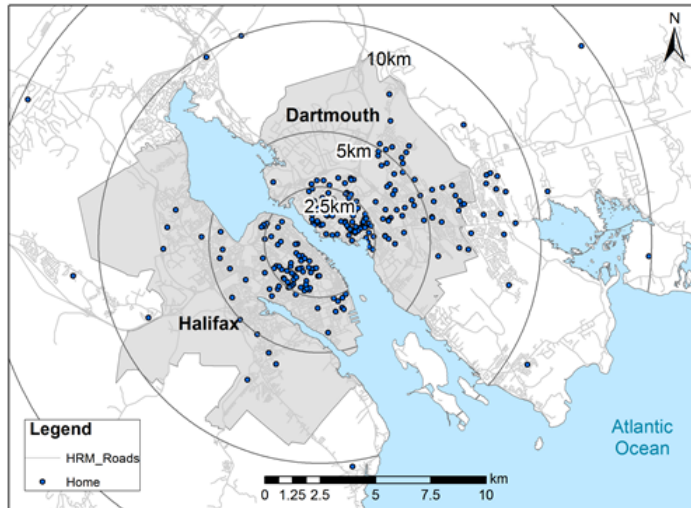 N
10km
Dartmouth
5km
2.5km
Halifax
Legend
HRM_Roads
Home
Atlantic
Ocean
km
0 1.25 2.5 5 7.5 10